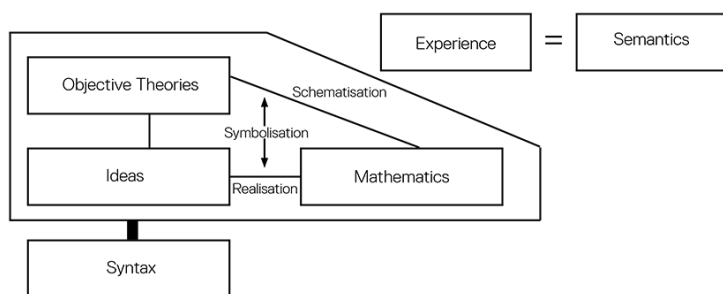 Experience
=
Semantics
Objective Theories
Schematisation
Symbolisation
Ideas
Realisation
Mathematics
Syntax